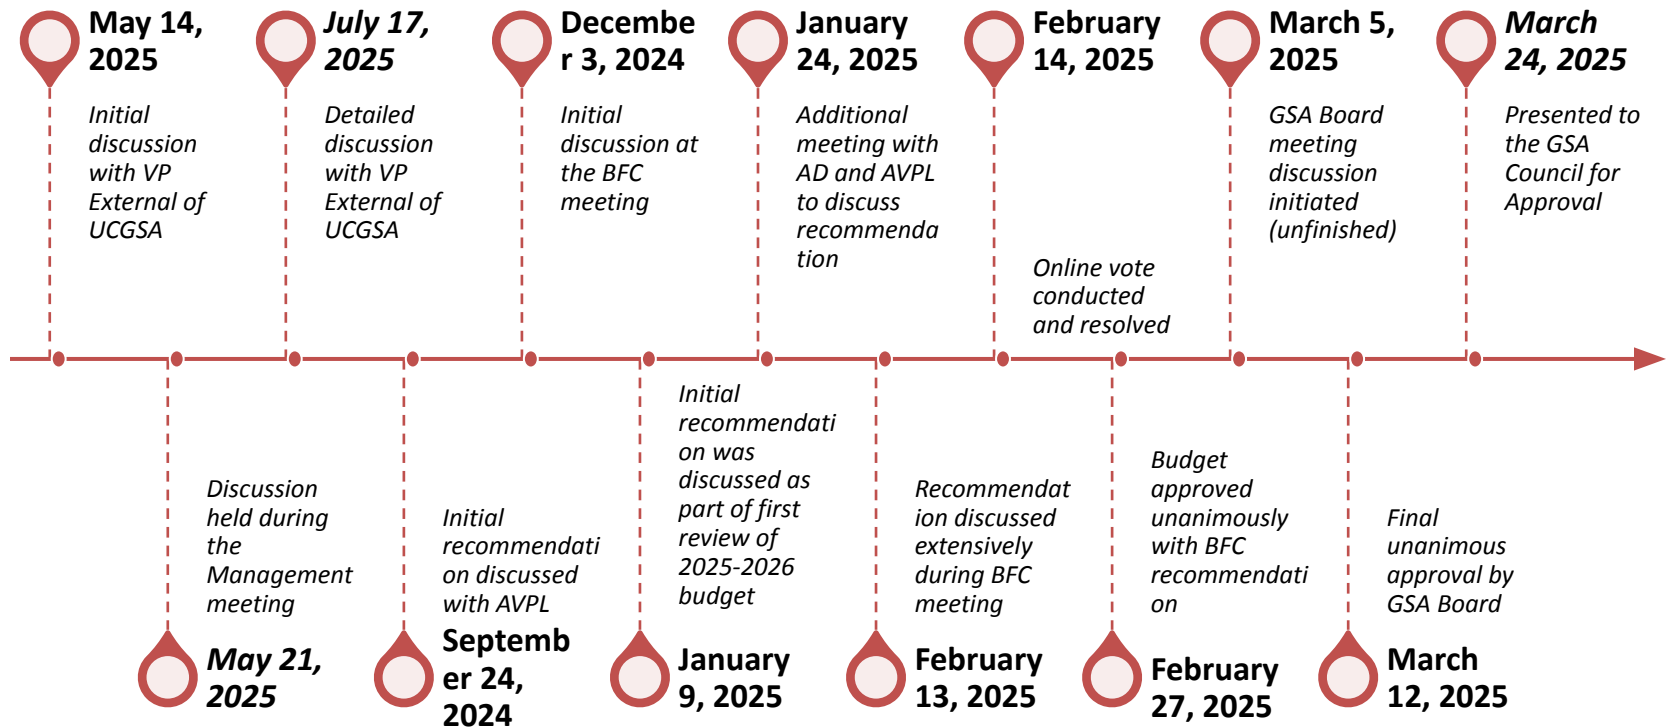 May 14,
2025
Initial
discussion
with VP
External of
UCGSA
May 21,
2025
Discussion
held during
the
Management
meeting
July 17,
2025
Detailed
discussion
with VP
External of
UCGSA
Septemb
er 24,
2024
Initial
recommendati
on discussed
with AVPL
Decembe
r 3, 2024
Initial
discussion at
the BFC
meeting
January
9, 2025
Initial
recommendati
on was
discussed as
part of first
review of
2025-2026
budget
January
24, 2025
Additional
meeting with
AD and AVPL
to discuss
recommenda
tion
February
13, 2025
Recommendat
ion discussed
extensively
during BFC
meeting
February
14, 2025
Online vote
conducted
and resolved
February
27, 2025
Budget
approved
unanimously
with BFC
recommendati
on
March 5,
2025
GSA Board
meeting
discussion
initiated
(unfinished)
March
12, 2025
Final
unanimous
approval by
GSA Board
March
24, 2025
Presented to
the GSA
Council for
Approval